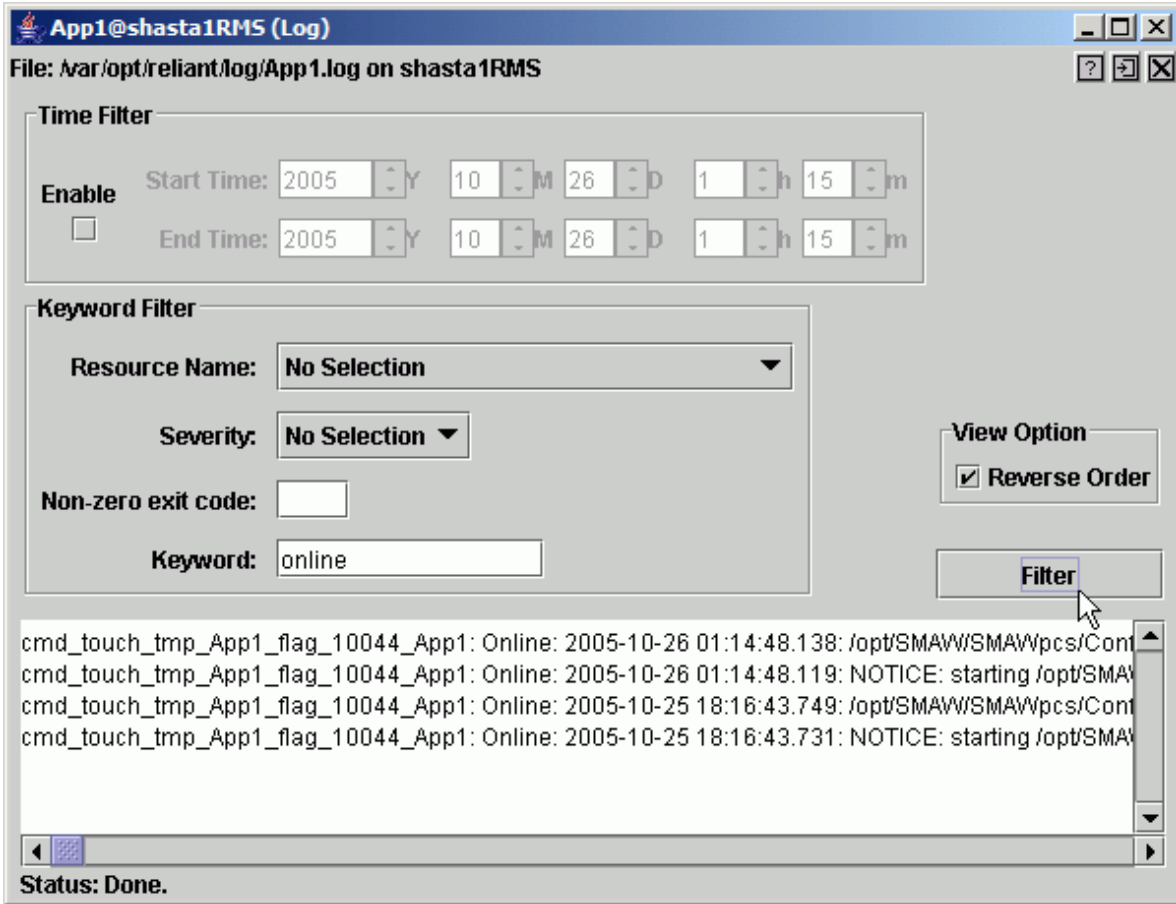 App1@shasta1RMS (Log)
File: /var/opt/reliant/log/App1.log on shasta1RMS
Time Filter
Enable
Start Time: 2005 Y 10 M 26 D 1 h 15 m
End Time: 2005 Y 10 M 26 D 1 h 15 m
Keyword Filter
Resource Name: No Selection
Severity: No Selection
Non-zero exit code:
Keyword: online
View Option
Reverse Order
Filter
cmd_touch_tmp_App1_flag_10044_App1: Online: 2005-10-26 01:14:48.138: /opt/SMAW/SMAWpcs/Conf
cmd_touch_tmp_App1_flag_10044_App1: Online: 2005-10-26 01:14:48.119: NOTICE: starting /opt/SMAW
cmd_touch_tmp_App1_flag_10044_App1: Online: 2005-10-25 18:16:43.749: /opt/SMAW/SMAWpcs/Conf
cmd_touch_tmp_App1_flag_10044_App1: Online: 2005-10-25 18:16:43.731: NOTICE: starting /opt/SMAW
Status: Done.